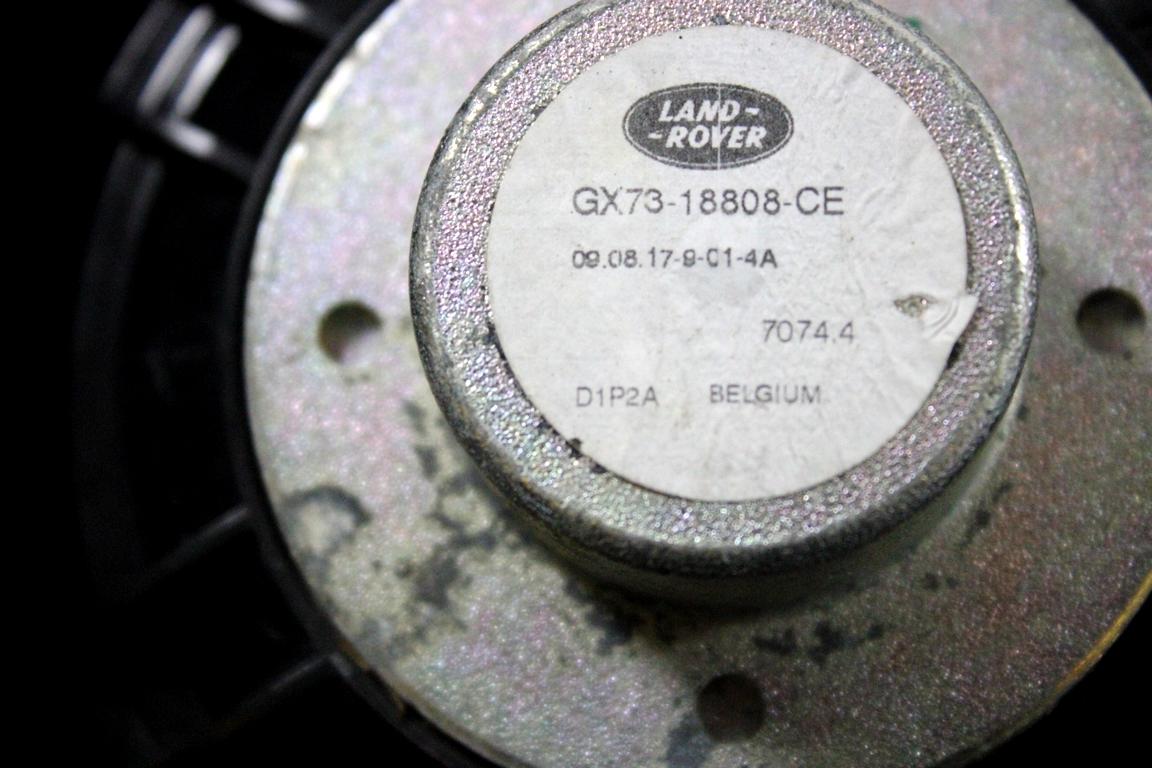 LAND-
-ROVER
GX73-18808-CE
09.08.17-9-01-4A
7074.4
D1P2A BELGIUM